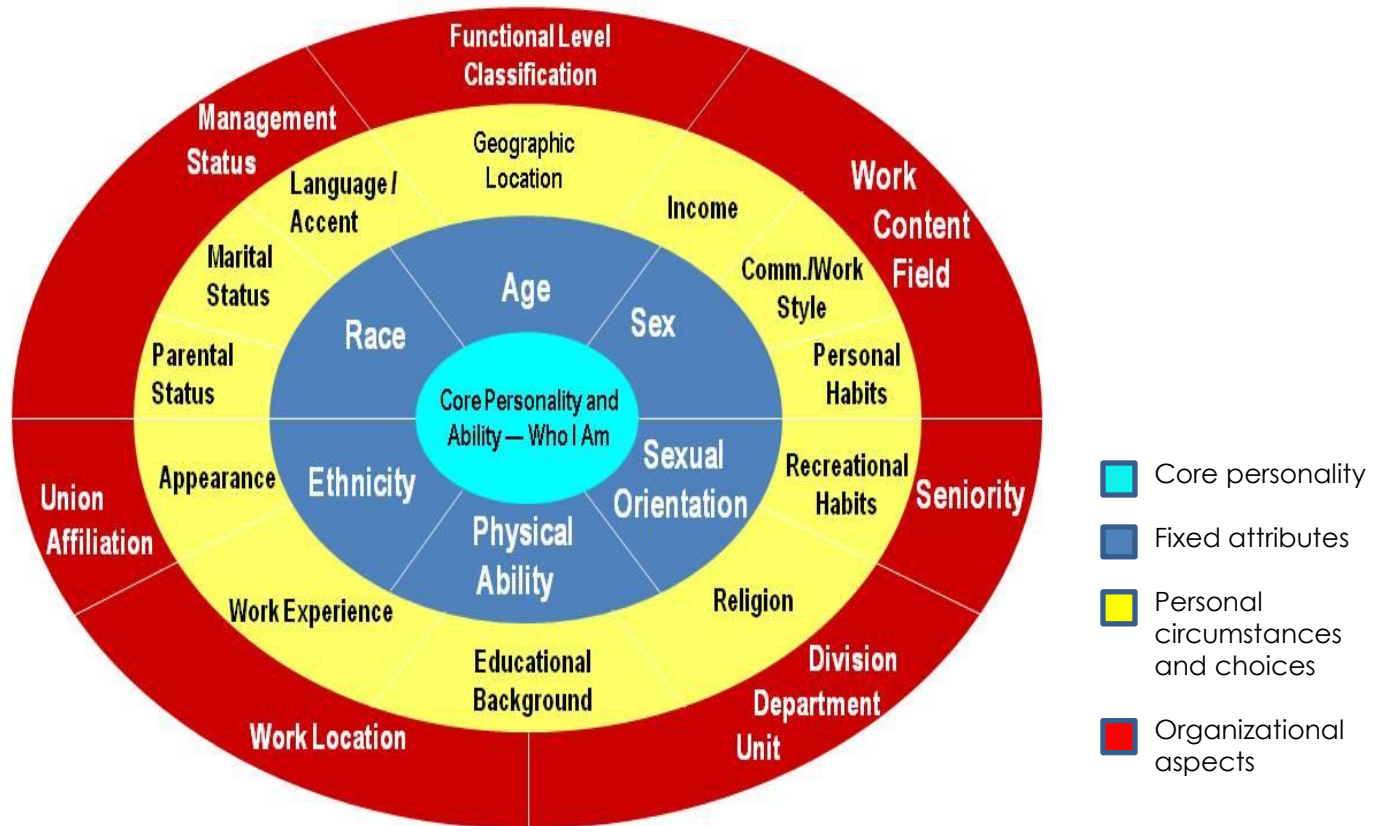 Functional Level
Classification
Management
Status
Work
Content
Field
Geographic
Location
Language /
Accent
Income
Marital
Status
Comm./Work
Style
Parental
Status
Personal
Habits
Age
Race
Sex
Core Personality and
Ability — Who I Am
Ethnicity
Sexual
Orientation
Physical
Ability
Appearance
Recreational
Habits
Work Experience
Religion
Educational
Background
Union
Affiliation
Seniority
Work Location
Division
Department
Unit
Core personality
Fixed attributes
Personal
circumstances
and choices
Organizational
aspects